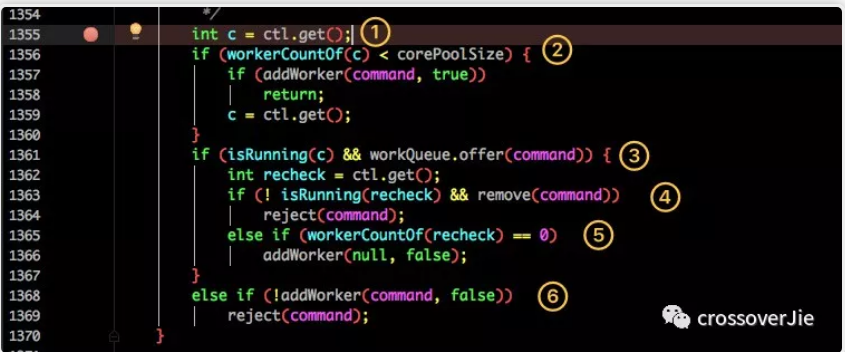 1354 */
1355 int c = ctl.get(); 1
1356 if (workerCountOf(c) < corePoolSize) { 2
1357 if (addWorker(command, true))
1358 return;
1359 c = ctl.get();
1360 }
1361 if (isRunning(c) && workQueue.offer(command)) { 3
1362 int recheck = ctl.get();
1363 if (! isRunning(recheck) && remove(command)) 4
1364 reject(command);
1365 else if (workerCountOf(recheck) == 0) 5
1366 addWorker(null, false);
1367 }
1368 else if (!addWorker(command, false)) 6
1369 reject(command);
1370 }
crossoverJie